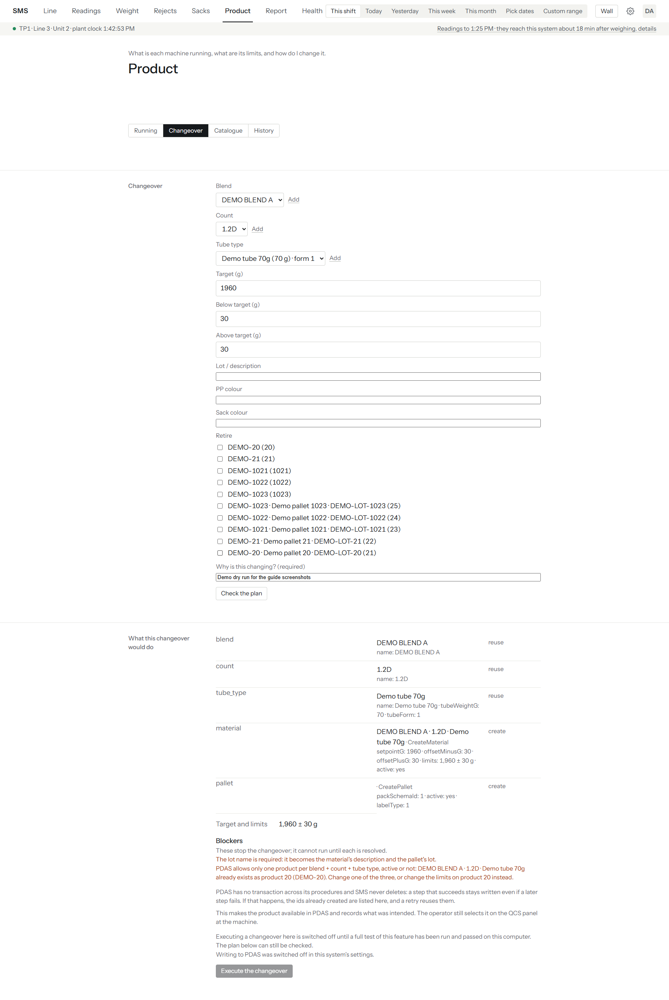 SMS Line Readings Weight Rejects Sacks Product Report Health This shift Today Yesterday This week This month Pick dates Custom range Wall DA
TP1 · Line 3 · Unit 2 · plant clock 1:42:53 PM
Readings to 1:25 PM · they reach this system about 18 min after weighing. details
What is each machine running, what are its limits, and how do I change it.
Product
Running Changeover Catalogue History
Changeover
Blend
DEMO BLEND A Add
Count
1.2D Add
Tube type
Demo tube 70g (70 g) · form 1 Add
Target (g)
1960
Below target (g)
30
Above target (g)
30
Lot / description
PP colour
Sack colour
Retire
DEMO-20 (20)
DEMO-21 (21)
DEMO-1021 (1021)
DEMO-1022 (1022)
DEMO-1023 (1023)
DEMO-1023 · Demo pallet 1023 · DEMO-LOT-1023 (25)
DEMO-1022 · Demo pallet 1022 · DEMO-LOT-1022 (24)
DEMO-1021 · Demo pallet 1021 · DEMO-LOT-1021 (23)
DEMO-21 · Demo pallet 21 · DEMO-LOT-21 (22)
DEMO-20 · Demo pallet 20 · DEMO-LOT-20 (21)
Why is this changing? (required)
Demo dry run for the guide screenshots
Check the plan
What this changeover
would do
blend
DEMO BLEND A
name: DEMO BLEND A
reuse
count
1.2D
name: 1.2D
reuse
tube_type
Demo tube 70g
name: Demo tube 70g · tubeWeightG:
70 · tubeForm: 1
reuse
material
DEMO BLEND A · 1.2D · Demo
tube 70g · CreateMaterial
setpointG: 1960 · offsetMinusG: 30 ·
offsetPlusG: 30 · limits: 1,960 ± 30 g ·
active: yes
create
pallet
· CreatePallet
packSchemaId: 1 · active: yes ·
labelType: 1
create
Target and limits 1,960 ± 30 g
Blockers
These stop the changeover; it cannot run until each is resolved.
The lot name is required: it becomes the material's description and the pallet's lot.
PDAS allows only one product per blend + count + tube type, active or not: DEMO BLEND A · 1.2D · Demo tube 70g
already exists as product 20 (DEMO-20). Change one of the three, or change the limits on product 20 instead.
PDAS has no transaction across its procedures and SMS never deletes: a step that succeeds stays written even if a later
step fails. If that happens, the ids already created are listed here, and a retry reuses them.
This makes the product available in PDAS and records what was intended. The operator still selects it on the QCS panel
at the machine.
Executing a changeover here is switched off until a full test of this feature has been run and passed on this computer.
The plan below can still be checked.
Writing to PDAS was switched off in this system's settings.
Execute the changeover